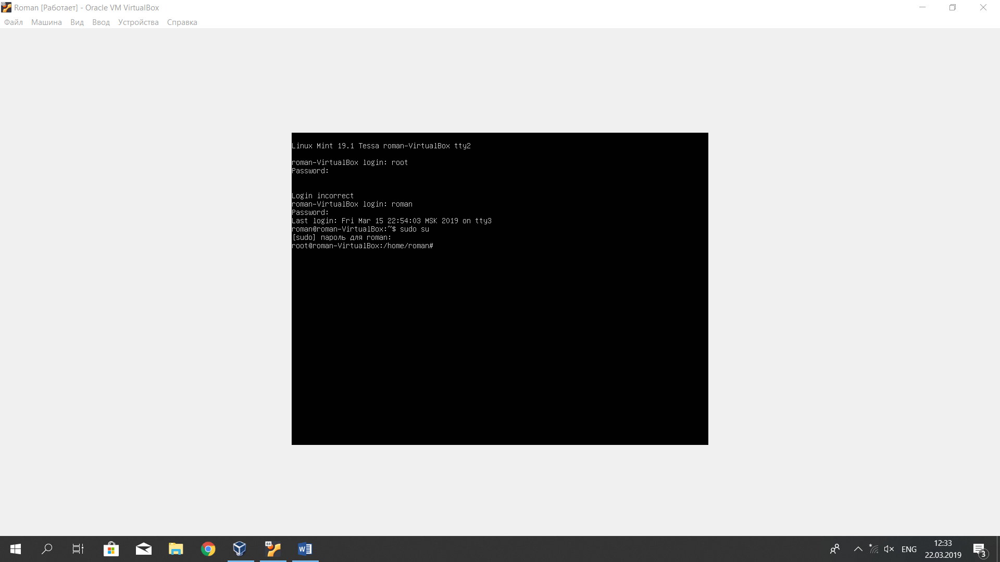 Roman [Работает] - Oracle VM VirtualBox
Файл Машина Вид Ввод Устройства Справка
Linux Mint 19.1 Tessa roman-VirtualBox tty2
roman-VirtualBox login: root
Password:
Login incorrect
roman-VirtualBox login: roman
Password:
Last login: Fri Mar 15 22:54:03 MSK 2019 on tty3
roman@roman-VirtualBox:~$ sudo su
[sudo] пароль для roman:
root@roman-VirtualBox:/home/roman#
64
W
ENG
12:33
22.03.2019
3